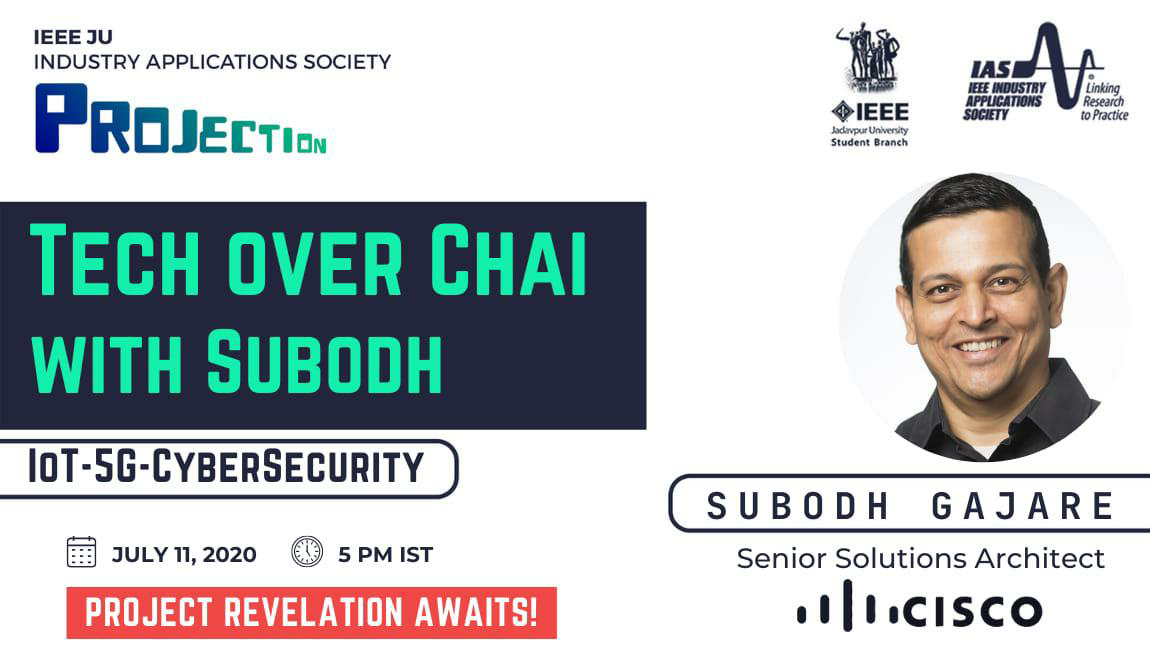 IEEE JU
INDUSTRY APPLICATIONS SOCIETY
PROJECTION
IEEE
Jadavpur University
Student Branch
IAS
IEEE INDUSTRY
APPLICATIONS
SOCIETY
®
Linking
Research
to Practice
TECH OVER CHAI
WITH SUBODH
IOT-5G-CYBERSECURITY
JULY 11, 2020
5 PM IST
PROJECT REVELATION AWAITS!
SUBODH GAJARE
Senior Solutions Architect
CISCO